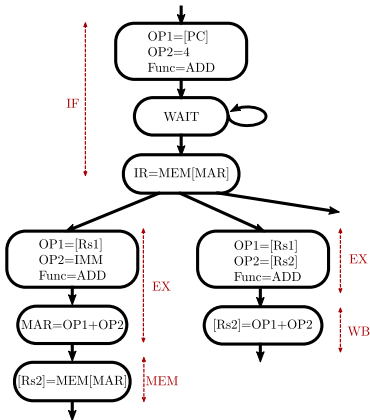 OP1=[PC]
OP2=4
Func=ADD
IF
WAIT
IR=MEM[MAR]
OP1=[Rs1]
OP2=IMM
Func=ADD
EX
MAR=OP1+OP2
[Rs2]=MEM[MAR]
MEM
OP1=[Rs1]
OP2=[Rs2]
Func=ADD
EX
[Rs2]=OP1+OP2
WB